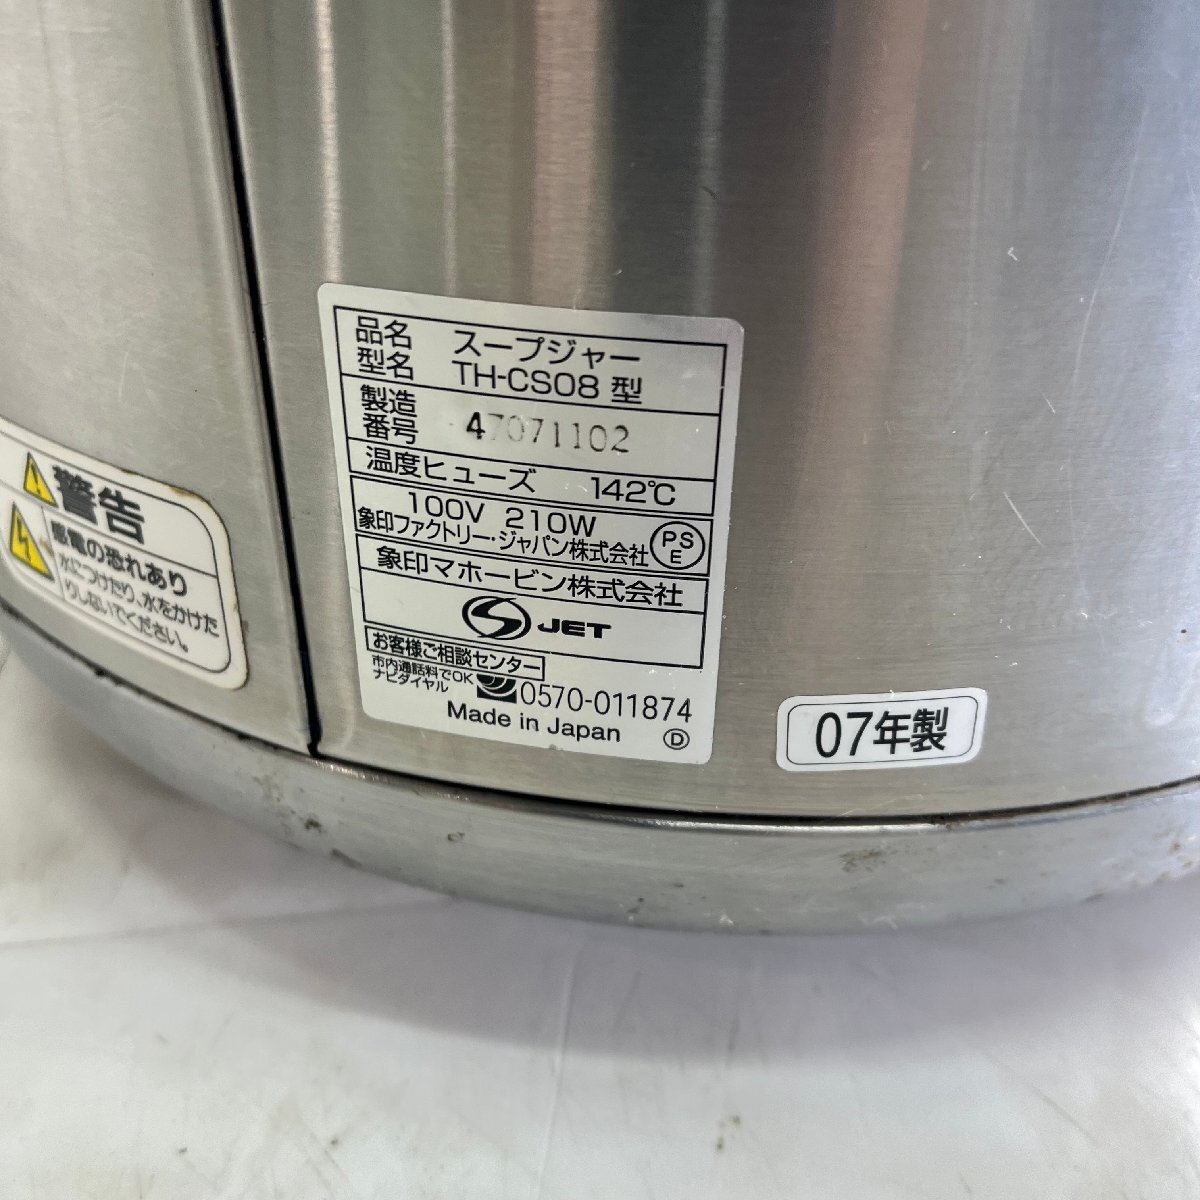 警告
感電の恐れあり
水につけたり、水をかけた
りしないでください。
品名 スープジャー
型名 TH-CS08 型
製造
番号 47071102
温度ヒューズ 142℃
100V 210W
象印ファクトリー・ジャパン株式会社
PS
E
象印マホービン株式会社
JET
お客様ご相談センター
市内通話料でOK
ナビダイヤル 0570-011874
Made in Japan Ⓓ
07年製